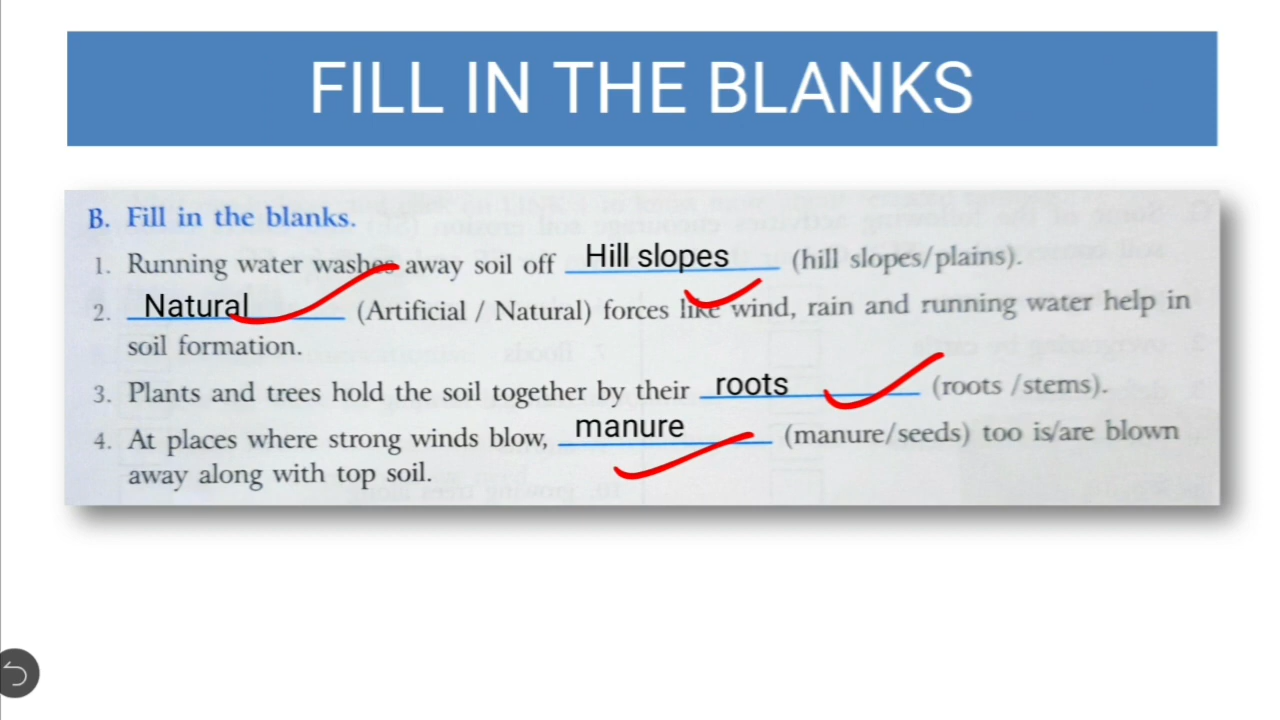 FILL IN THE BLANKS
B. Fill in the blanks.
1. Running water washes away soil off Hill slopes (hill slopes/plains).
2. Natural (Artificial / Natural) forces like wind, rain and running water help in
soil formation.
3. Plants and trees hold the soil together by their roots (roots /stems).
4. At places where strong winds blow, manure (manure/seeds) too is/are blown
away along with top soil.